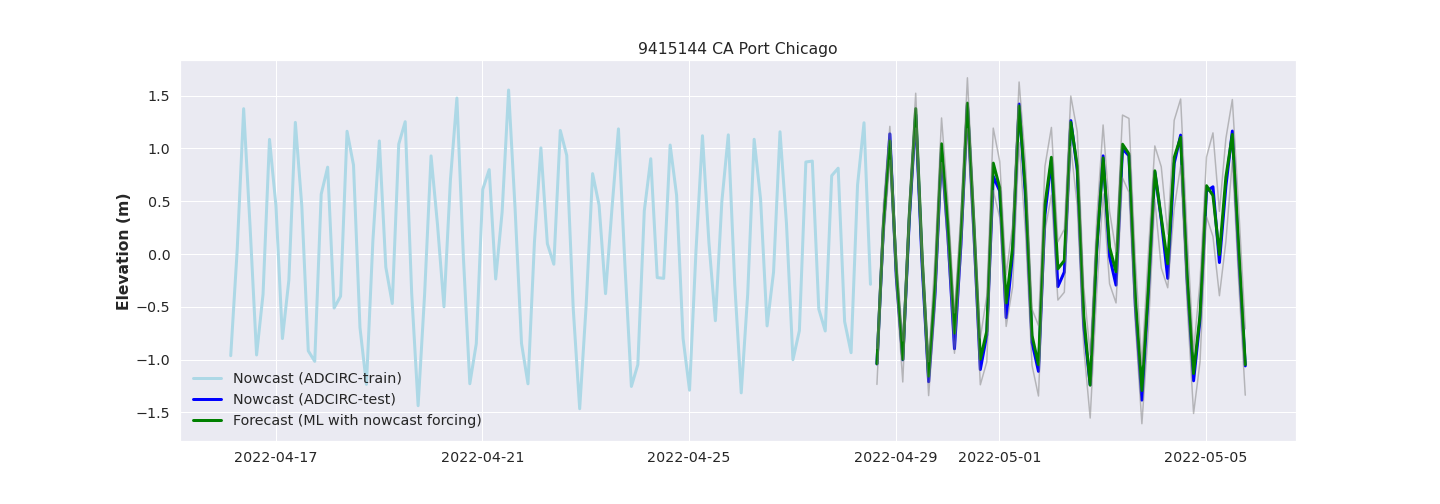 9415144 CA Port Chicago
Elevation (m)
1.5
1.0
0.5
0.0
−0.5
−1.0
−1.5
Nowcast (ADCIRC-train)
Nowcast (ADCIRC-test)
Forecast (ML with nowcast forcing)
2022-04-17 2022-04-21 2022-04-25 2022-04-29 2022-05-01 2022-05-05